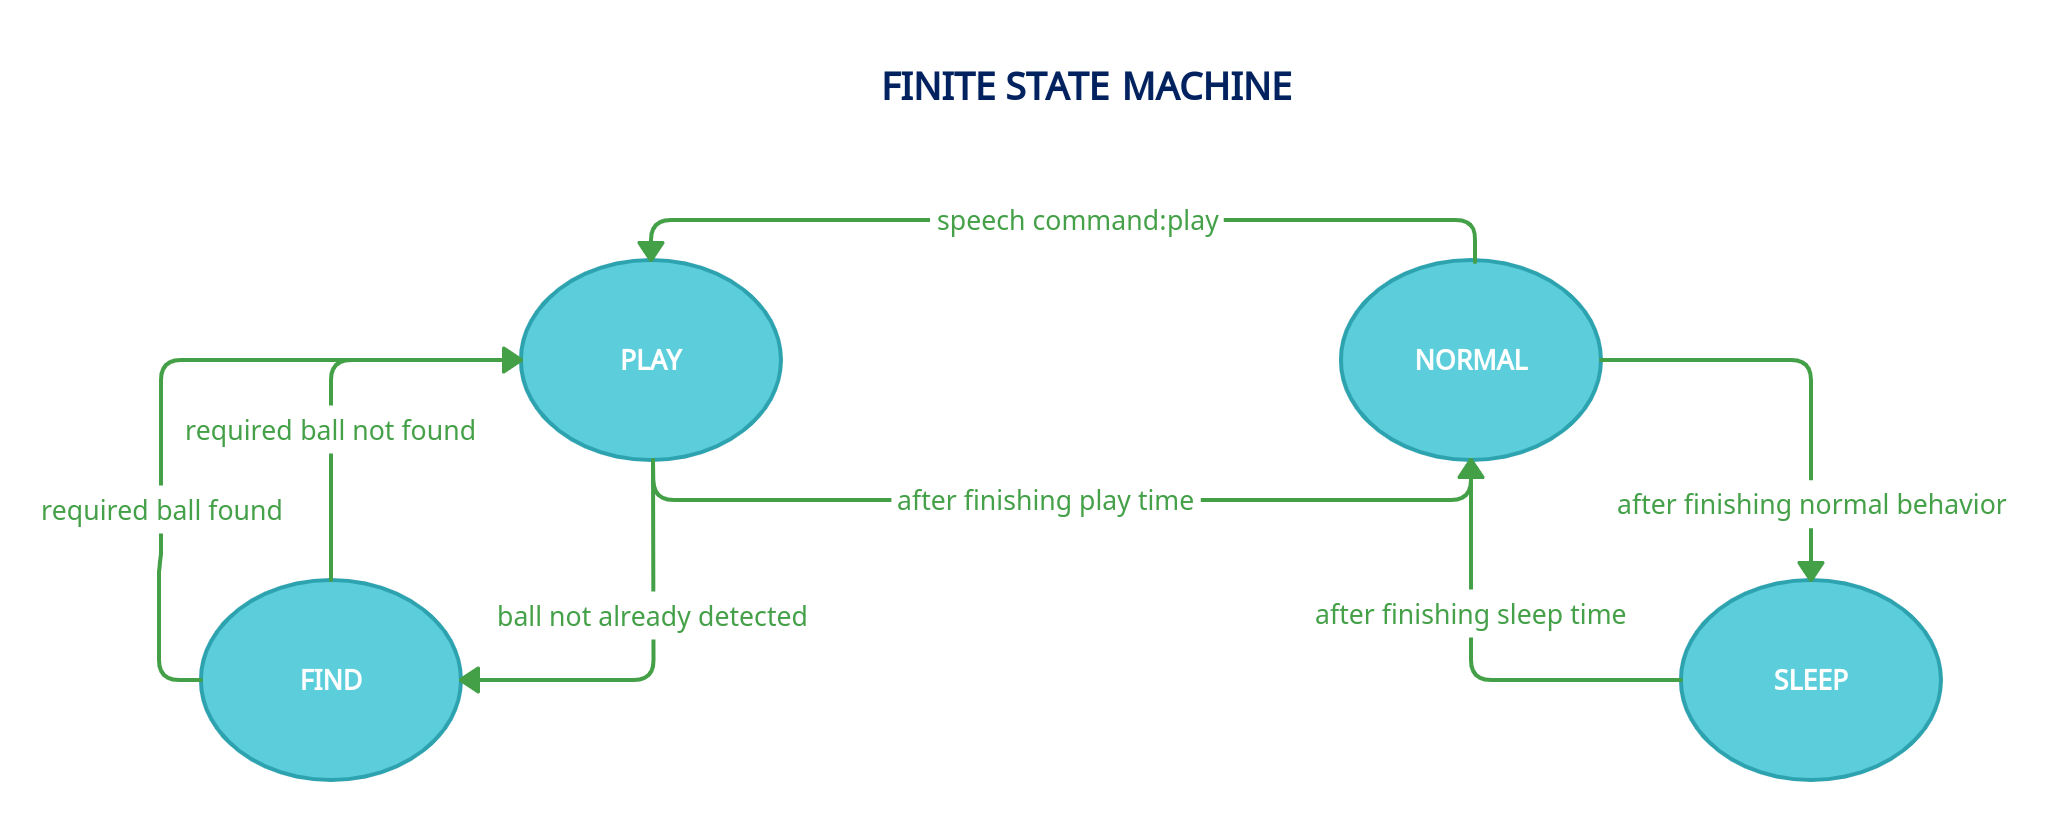 FINITE STATE MACHINE
speech command:play
PLAY
NORMAL
required ball not found
after finishing play time
after finishing normal behavior
required ball found
ball not already detected
after finishing sleep time
FIND
SLEEP